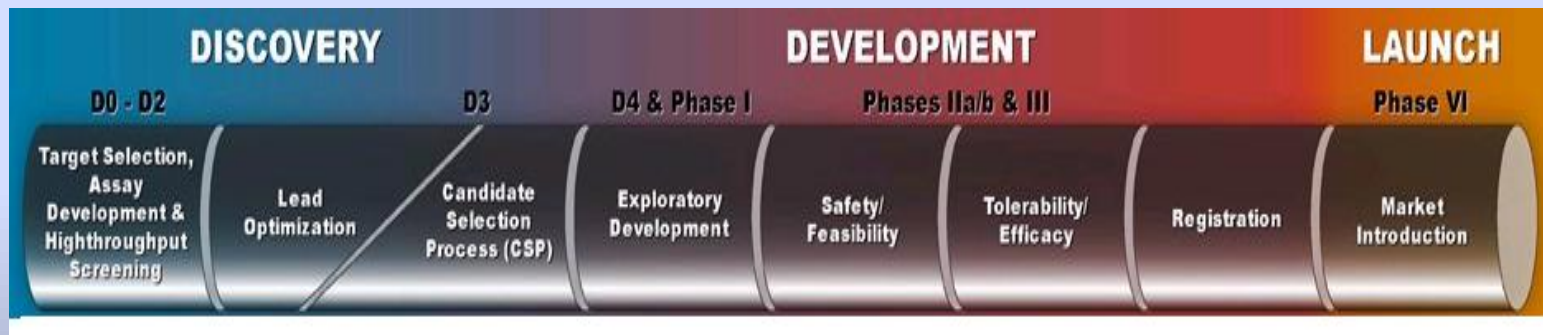 DISCOVERY
DEVELOPMENT
LAUNCH
D0 - D2
D3
D4 & Phase I
Phases IIa/b & III
Phase VI
Target Selection,
Assay
Development &
Highthroughput
Screening
Lead
Optimization
Candidate
Selection
Process (CSP)
Exploratory
Development
Safety/
Feasibility
Tolerability/
Efficacy
Registration
Market
Introduction